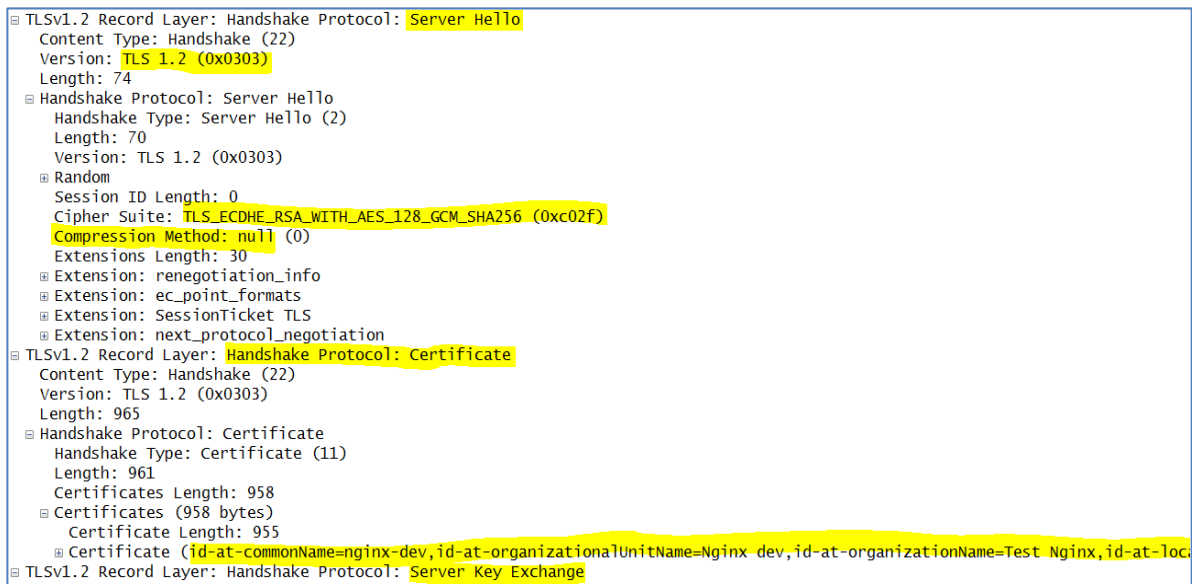 TLSv1.2 Record Layer: Handshake Protocol: Server Hello
Content Type: Handshake (22)
Version: TLS 1.2 (0x0303)
Length: 74
Handshake Protocol: Server Hello
Handshake Type: Server Hello (2)
Length: 70
Version: TLS 1.2 (0x0303)
Random
Session ID Length: 0
Cipher Suite: TLS_ECDHE_RSA_WITH_AES_128_GCM_SHA256 (0xc02f)
Compression Method: null (0)
Extensions Length: 30
Extension: renegotiation_info
Extension: ec_point_formats
Extension: SessionTicket TLS
Extension: next_protocol_negotiation
TLSv1.2 Record Layer: Handshake Protocol: Certificate
Content Type: Handshake (22)
Version: TLS 1.2 (0x0303)
Length: 965
Handshake Protocol: Certificate
Handshake Type: Certificate (11)
Length: 961
Certificates Length: 958
Certificates (958 bytes)
Certificate Length: 955
Certificate (id-at-commonName=nginx-dev,id-at-organizationalUnitName=Nginx dev,id-at-organizationName=Test Nginx,id-at-loca
TLSv1.2 Record Layer: Handshake Protocol: Server Key Exchange